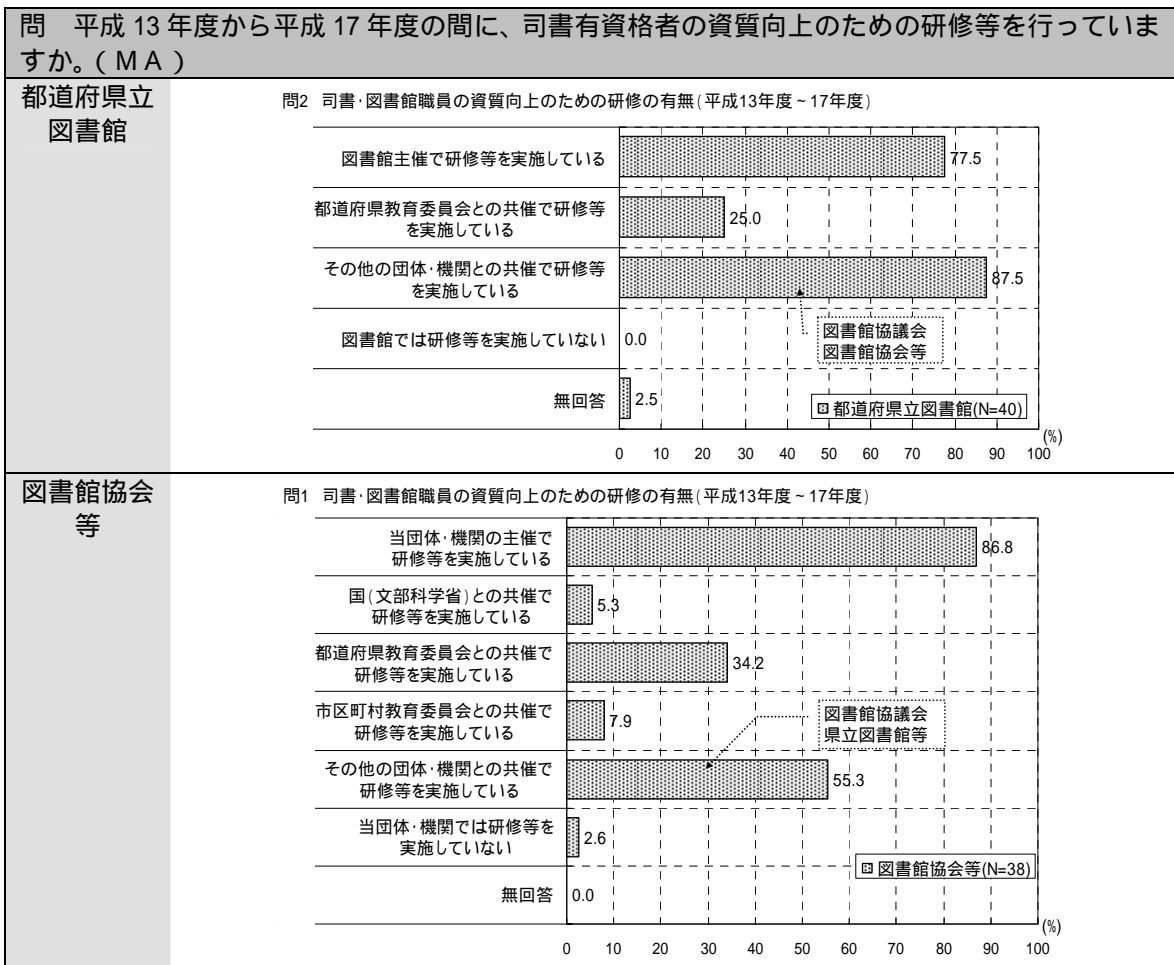 問　平成 13 年度から平成 17 年度の間に、司書有資格者の資質向上のための研修等を行っていま
すか。(ＭＡ)
都道府県立
図書館
問2 司書･図書館職員の資質向上のための研修の有無(平成13年度～17年度)
図書館主催で研修等を実施している
77.5
都道府県教育委員会との共催で研修等
を実施している
25.0
その他の団体･機関との共催で研修等
を実施している
87.5
図書館協議会
図書館協会等
図書館では研修等を実施していない
0.0
無回答
2.5
都道府県立図書館(N=40)
(%)
0 10 20 30 40 50 60 70 80 90 100
図書館協会
等
問1 司書･図書館職員の資質向上のための研修の有無(平成13年度～17年度)
当団体･機関の主催で
研修等を実施している
86.8
国(文部科学省)との共催で
研修等を実施している
5.3
都道府県教育委員会との共催で
研修等を実施している
34.2
市区町村教育委員会との共催で
研修等を実施している
7.9
図書館協議会
県立図書館等
その他の団体･機関との共催で
研修等を実施している
55.3
当団体･機関では研修等を
実施していない
2.6
図書館協会等(N=38)
無回答
0.0
(%)
0 10 20 30 40 50 60 70 80 90 100